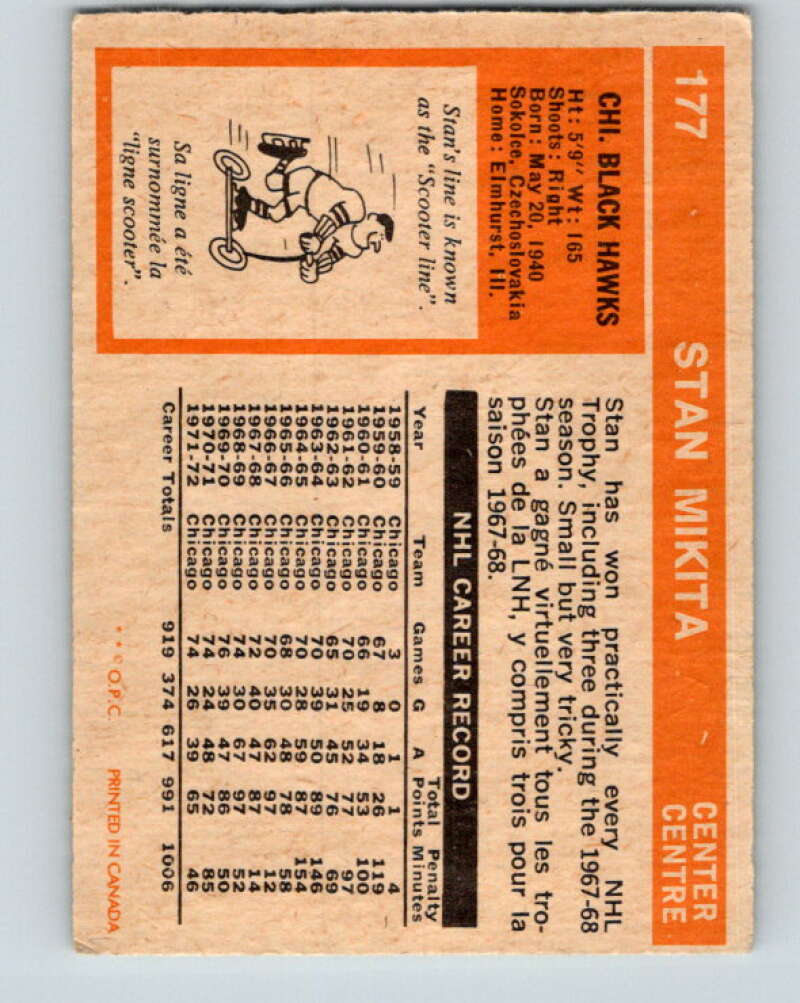 177 STAN MIKITA CENTER
CENTRE
CHI. BLACK HAWKS
Ht: 5'9" Wt: 165
Shoots: Right
Born: May 20, 1940
Sokolce, Czechoslovakia
Home: Elmhurst, Ill.
Stan's line is known
as the "Scooter line".
Sa ligne a été
surnommée la
"ligne scooter".
Stan has won practically every NHL
Trophy, including three during the 1967-68
season. Small but very tricky.
Stan a gagné virtuellement tous les tro-
phées de la LNH, y compris trois pour la
saison 1967-68.
NHL CAREER RECORD
Total Penalty
Year Team Games G A Points Minutes
1958-59 Chicago 3 0 1 1 4
1959-60 Chicago 67 8 18 26 119
1960-61 Chicago 66 19 34 53 100
1961-62 Chicago 70 25 52 77 97
1962-63 Chicago 65 31 45 76 69
1963-64 Chicago 70 39 50 89 146
1964-65 Chicago 70 28 59 87 154
1965-66 Chicago 68 30 48 78 58
1966-67 Chicago 70 35 62 97 12
1967-68 Chicago 72 40 47 87 14
1968-69 Chicago 74 30 67 97 52
1969-70 Chicago 76 39 47 86 50
1970-71 Chicago 74 24 48 72 85
1971-72 Chicago 74 26 39 65 46
Career Totals 919 374 617 991 1006
* * © O.P.C. PRINTED IN CANADA